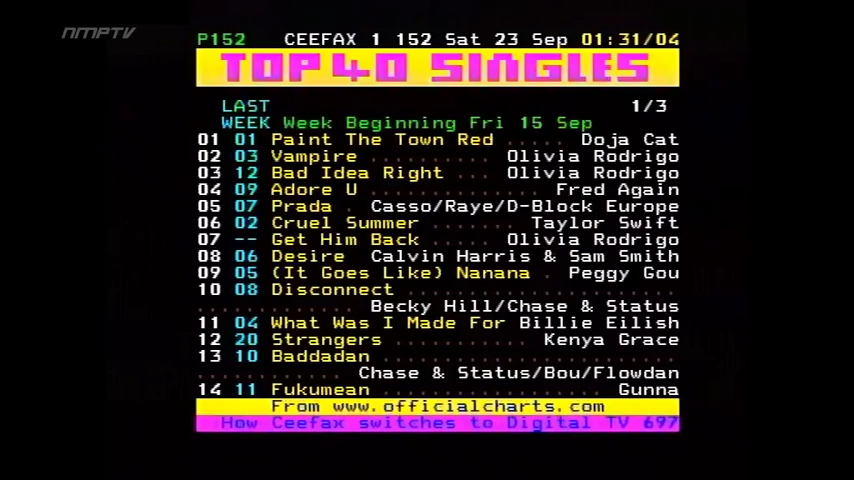 NMPTV
P152 CEEFAX 1 152 Sat 23 Sep 01:31/04
TOP 40 SINGLES
LAST 1/3
WEEK Week Beginning Fri 15 Sep
01 01 Paint The Town Red ..... Doja Cat
02 03 Vampire .......... Olivia Rodrigo
03 12 Bad Idea Right ... Olivia Rodrigo
04 09 Adore U .............. Fred Again
05 07 Prada . Casso/Raye/D-Block Europe
06 02 Cruel Summer ....... Taylor Swift
07 -- Get Him Back ..... Olivia Rodrigo
08 06 Desire Calvin Harris & Sam Smith
09 05 (It Goes Like) Nanana . Peggy Gou
10 08 Disconnect ......................
............. Becky Hill/Chase & Status
11 04 What Was I Made For Billie Eilish
12 20 Strangers ........... Kenya Grace
13 10 Baddadan ........................
............ Chase & Status/Bou/Flowdan
14 11 Fukumean .................. Gunna
From www.officialcharts.com
How Ceefax switches to Digital TV 697